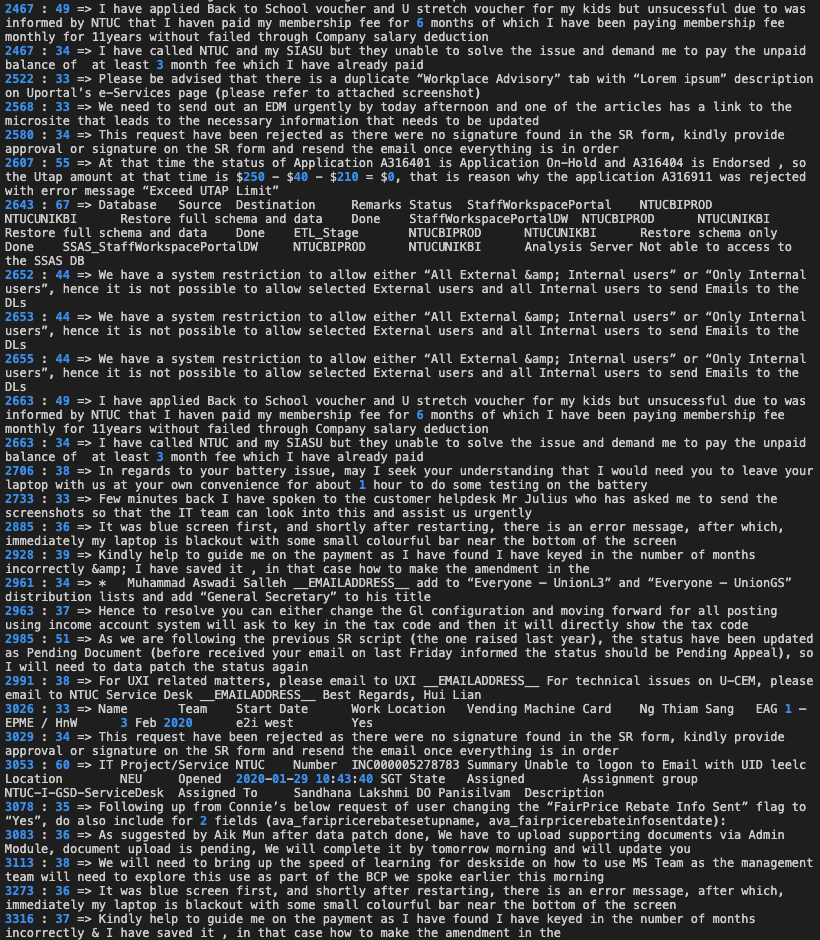 2467 : 49 => I have applied Back to School voucher and U stretch voucher for my kids but unsucessful due to was
informed by NTUC that I haven paid my membership fee for 6 months of which I have been paying membership fee
monthly for 11years without failed through Company salary deduction
2467 : 34 => I have called NTUC and my SIASU but they unable to solve the issue and demand me to pay the unpaid
balance of  at least 3 month fee which I have already paid
2522 : 33 => Please be advised that there is a duplicate “Workplace Advisory” tab with “Lorem ipsum” description
on Uportal’s e-Services page (please refer to attached screenshot)
2568 : 33 => We need to send out an EDM urgently by today afternoon and one of the articles has a link to the
microsite that leads to the necessary information that needs to be updated
2580 : 34 => This request have been rejected as there were no signature found in the SR form, kindly provide
approval or signature on the SR form and resend the email once everything is in order
2607 : 55 => At that time the status of Application A316401 is Application On-Hold and A316404 is Endorsed , so
the Utap amount at that time is $250 – $40 – $210 = $0, that is reason why the application A316911 was rejected
with error message “Exceed UTAP Limit”
2643 : 67 => Database   Source  Destination     Remarks Status  StaffWorkspacePortal    NTUCBIPROD
NTUCUNIKBI      Restore full schema and data    Done    StaffWorkspacePortalDW  NTUCBIPROD      NTUCUNIKBI
Restore full schema and data    Done    ETL_Stage       NTUCBIPROD      NTUCUNIKBI      Restore schema only
Done    SSAS_StaffWorkspacePortalDW     NTUCBIPROD      NTUCUNIKBI      Analysis Server Not able to access to
the SSAS DB
2652 : 44 => We have a system restriction to allow either “All External &amp; Internal users” or “Only Internal
users”, hence it is not possible to allow selected External users and all Internal users to send Emails to the
DLs
2653 : 44 => We have a system restriction to allow either “All External &amp; Internal users” or “Only Internal
users”, hence it is not possible to allow selected External users and all Internal users to send Emails to the
DLs
2655 : 44 => We have a system restriction to allow either “All External &amp; Internal users” or “Only Internal
users”, hence it is not possible to allow selected External users and all Internal users to send Emails to the
DLs
2663 : 49 => I have applied Back to School voucher and U stretch voucher for my kids but unsucessful due to was
informed by NTUC that I haven paid my membership fee for 6 months of which I have been paying membership fee
monthly for 11years without failed through Company salary deduction
2663 : 34 => I have called NTUC and my SIASU but they unable to solve the issue and demand me to pay the unpaid
balance of  at least 3 month fee which I have already paid
2706 : 38 => In regards to your battery issue, may I seek your understanding that I would need you to leave your
laptop with us at your own convenience for about 1 hour to do some testing on the battery
2733 : 33 => Few minutes back I have spoken to the customer helpdesk Mr Julius who has asked me to send the
screenshots so that the IT team can look into this and assist us urgently
2885 : 36 => It was blue screen first, and shortly after restarting, there is an error message, after which,
immediately my laptop is blackout with some small colourful bar near the bottom of the screen
2928 : 39 => Kindly help to guide me on the payment as I have found I have keyed in the number of months
incorrectly &amp; I have saved it , in that case how to make the amendment in the
2961 : 34 => *   Muhammad Aswadi Salleh __EMAILADDRESS__ add to “Everyone – UnionL3” and “Everyone – UnionGS”
distribution lists and add “General Secretary” to his title
2963 : 37 => Hence to resolve you can either change the Gl configuration and moving forward for all posting
using income account system will ask to key in the tax code and then it will directly show the tax code
2985 : 51 => As we are following the previous SR script (the one raised last year), the status have been updated
as Pending Document (before received your email on last Friday informed the status should be Pending Appeal), so
I will need to data patch the status again
2991 : 38 => For UXI related matters, please email to UXI __EMAILADDRESS__ For technical issues on U-CEM, please
email to NTUC Service Desk __EMAILADDRESS__ Best Regards, Hui Lian
3026 : 33 => Name       Team    Start Date      Work Location   Vending Machine Card    Ng Thiam Sang   EAG 1 –
EPME / HnW      3 Feb 2020      e2i west        Yes
3029 : 34 => This request have been rejected as there were no signature found in the SR form, kindly provide
approval or signature on the SR form and resend the email once everything is in order
3053 : 60 => IT Project/Service NTUC    Number  INC000005278783 Summary Unable to logon to Email with UID leelc
Location        NEU     Opened  2020-01-29 10:43:40 SGT State   Assigned        Assignment group
NTUC-I-GSD-ServiceDesk  Assigned To     Sandhana Lakshmi DO Panisilvam  Description
3078 : 35 => Following up from Connie’s below request of user changing the “FairPrice Rebate Info Sent” flag to
“Yes”, do also include for 2 fields (ava_faripricerebatesetupname, ava_fairpricerebateinfosentdate):
3083 : 36 => As suggested by Aik Mun after data patch done, We have to upload supporting documents via Admin
Module, document upload is pending, We will complete it by tomorrow morning and will update you
3113 : 38 => We will need to bring up the speed of learning for deskside on how to use MS Team as the management
team will need to explore this use as part of the BCP we spoke earlier this morning
3273 : 36 => It was blue screen first, and shortly after restarting, there is an error message, after which,
immediately my laptop is blackout with some small colourful bar near the bottom of the screen
3316 : 37 => Kindly help to guide me on the payment as I have found I have keyed in the number of months
incorrectly & I have saved it , in that case how to make the amendment in the